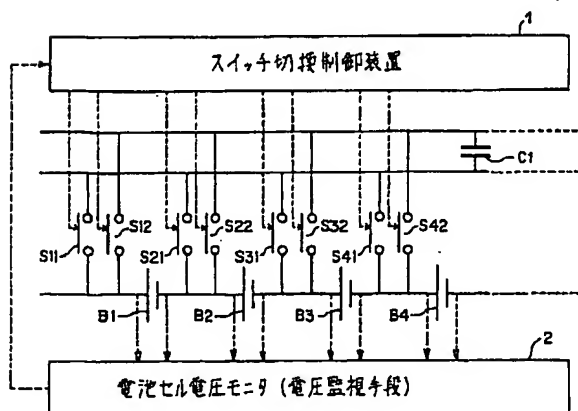 1
スイッチ切換制御装置
C1
S11 S12 S21 S22 S31 S32 S41 S42
B1 B2 B3 B4
2
電池セル電圧モニタ (電圧監視手段)